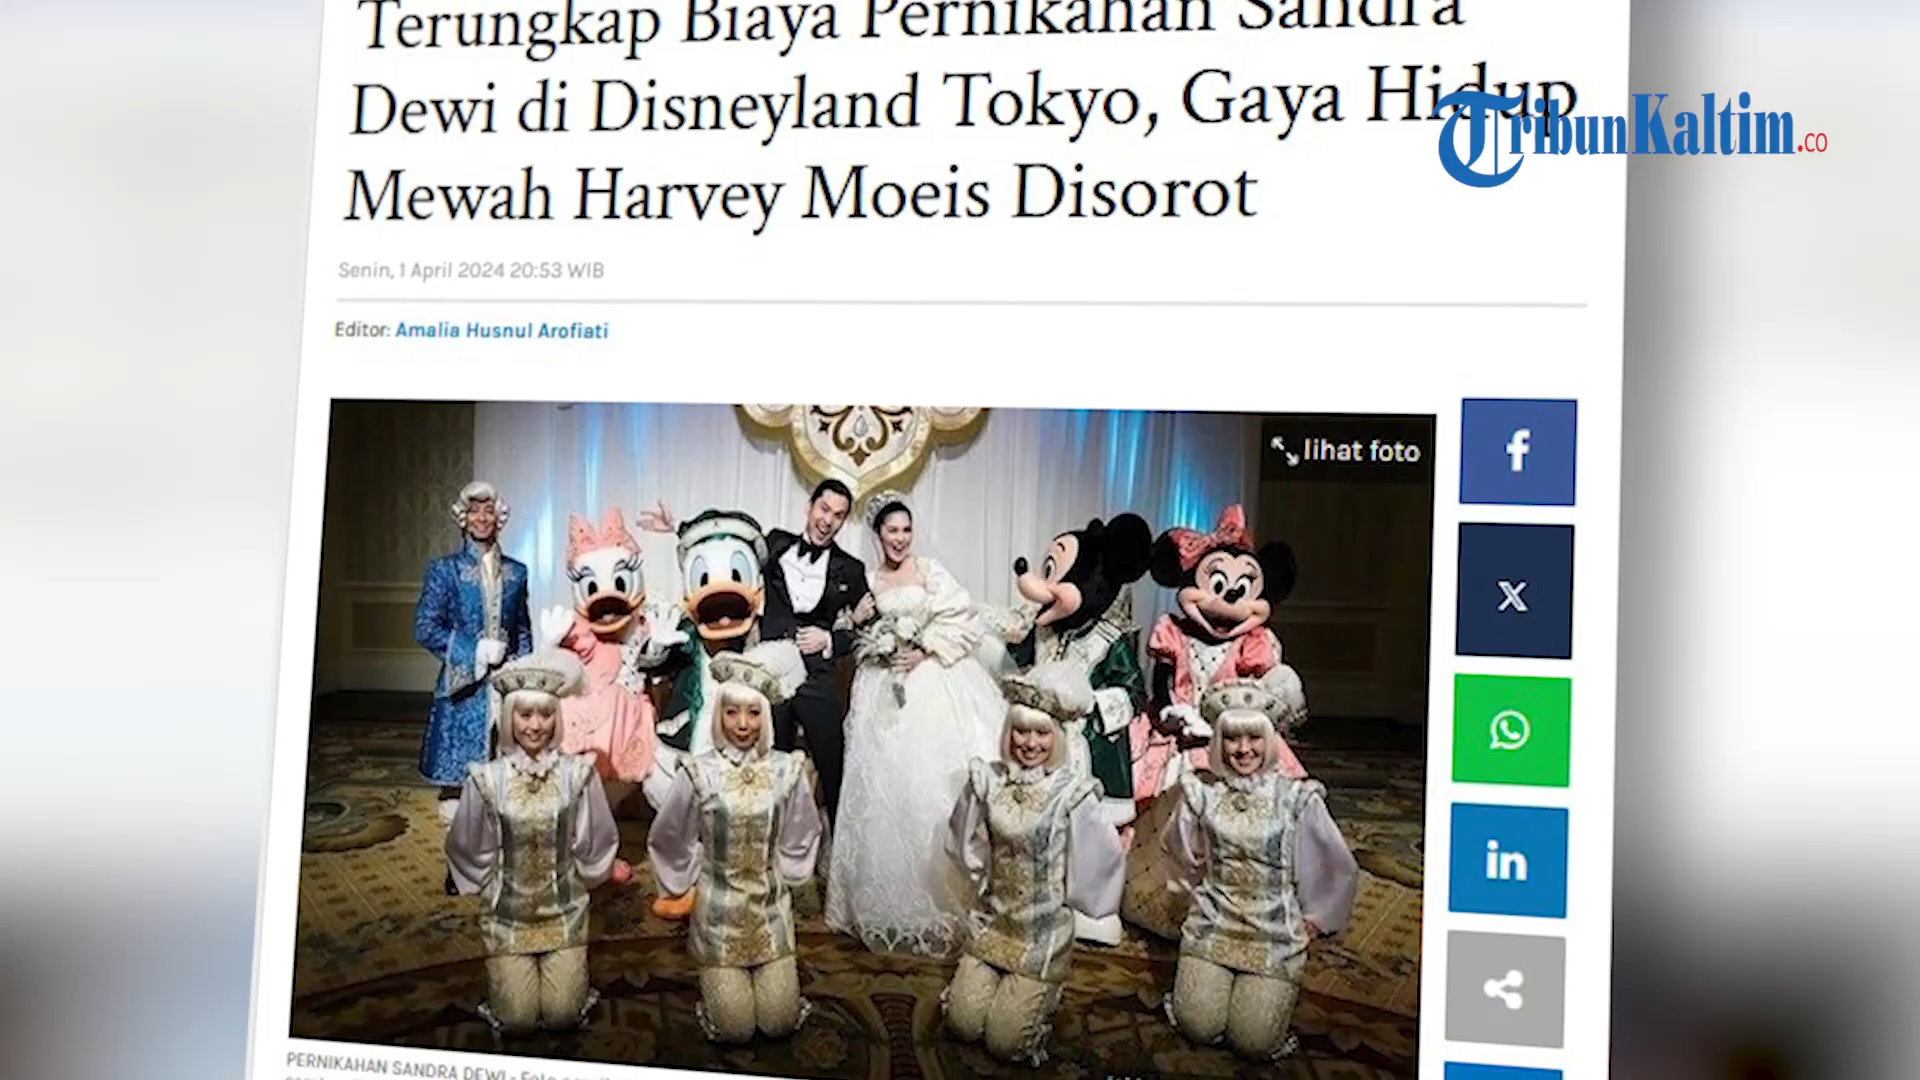 Terungkap Biaya Pernikahan Sandra
Dewi di Disneyland Tokyo, Gaya Hidup
Mewah Harvey Moeis Disorot
TribunKaltim.co
Senin, 1 April 2024 20:53 WIB
Editor: Amalia Husnul Arofiati
lihat foto
f
X
in
PERNIKAHAN SANDRA DEWI - Foto